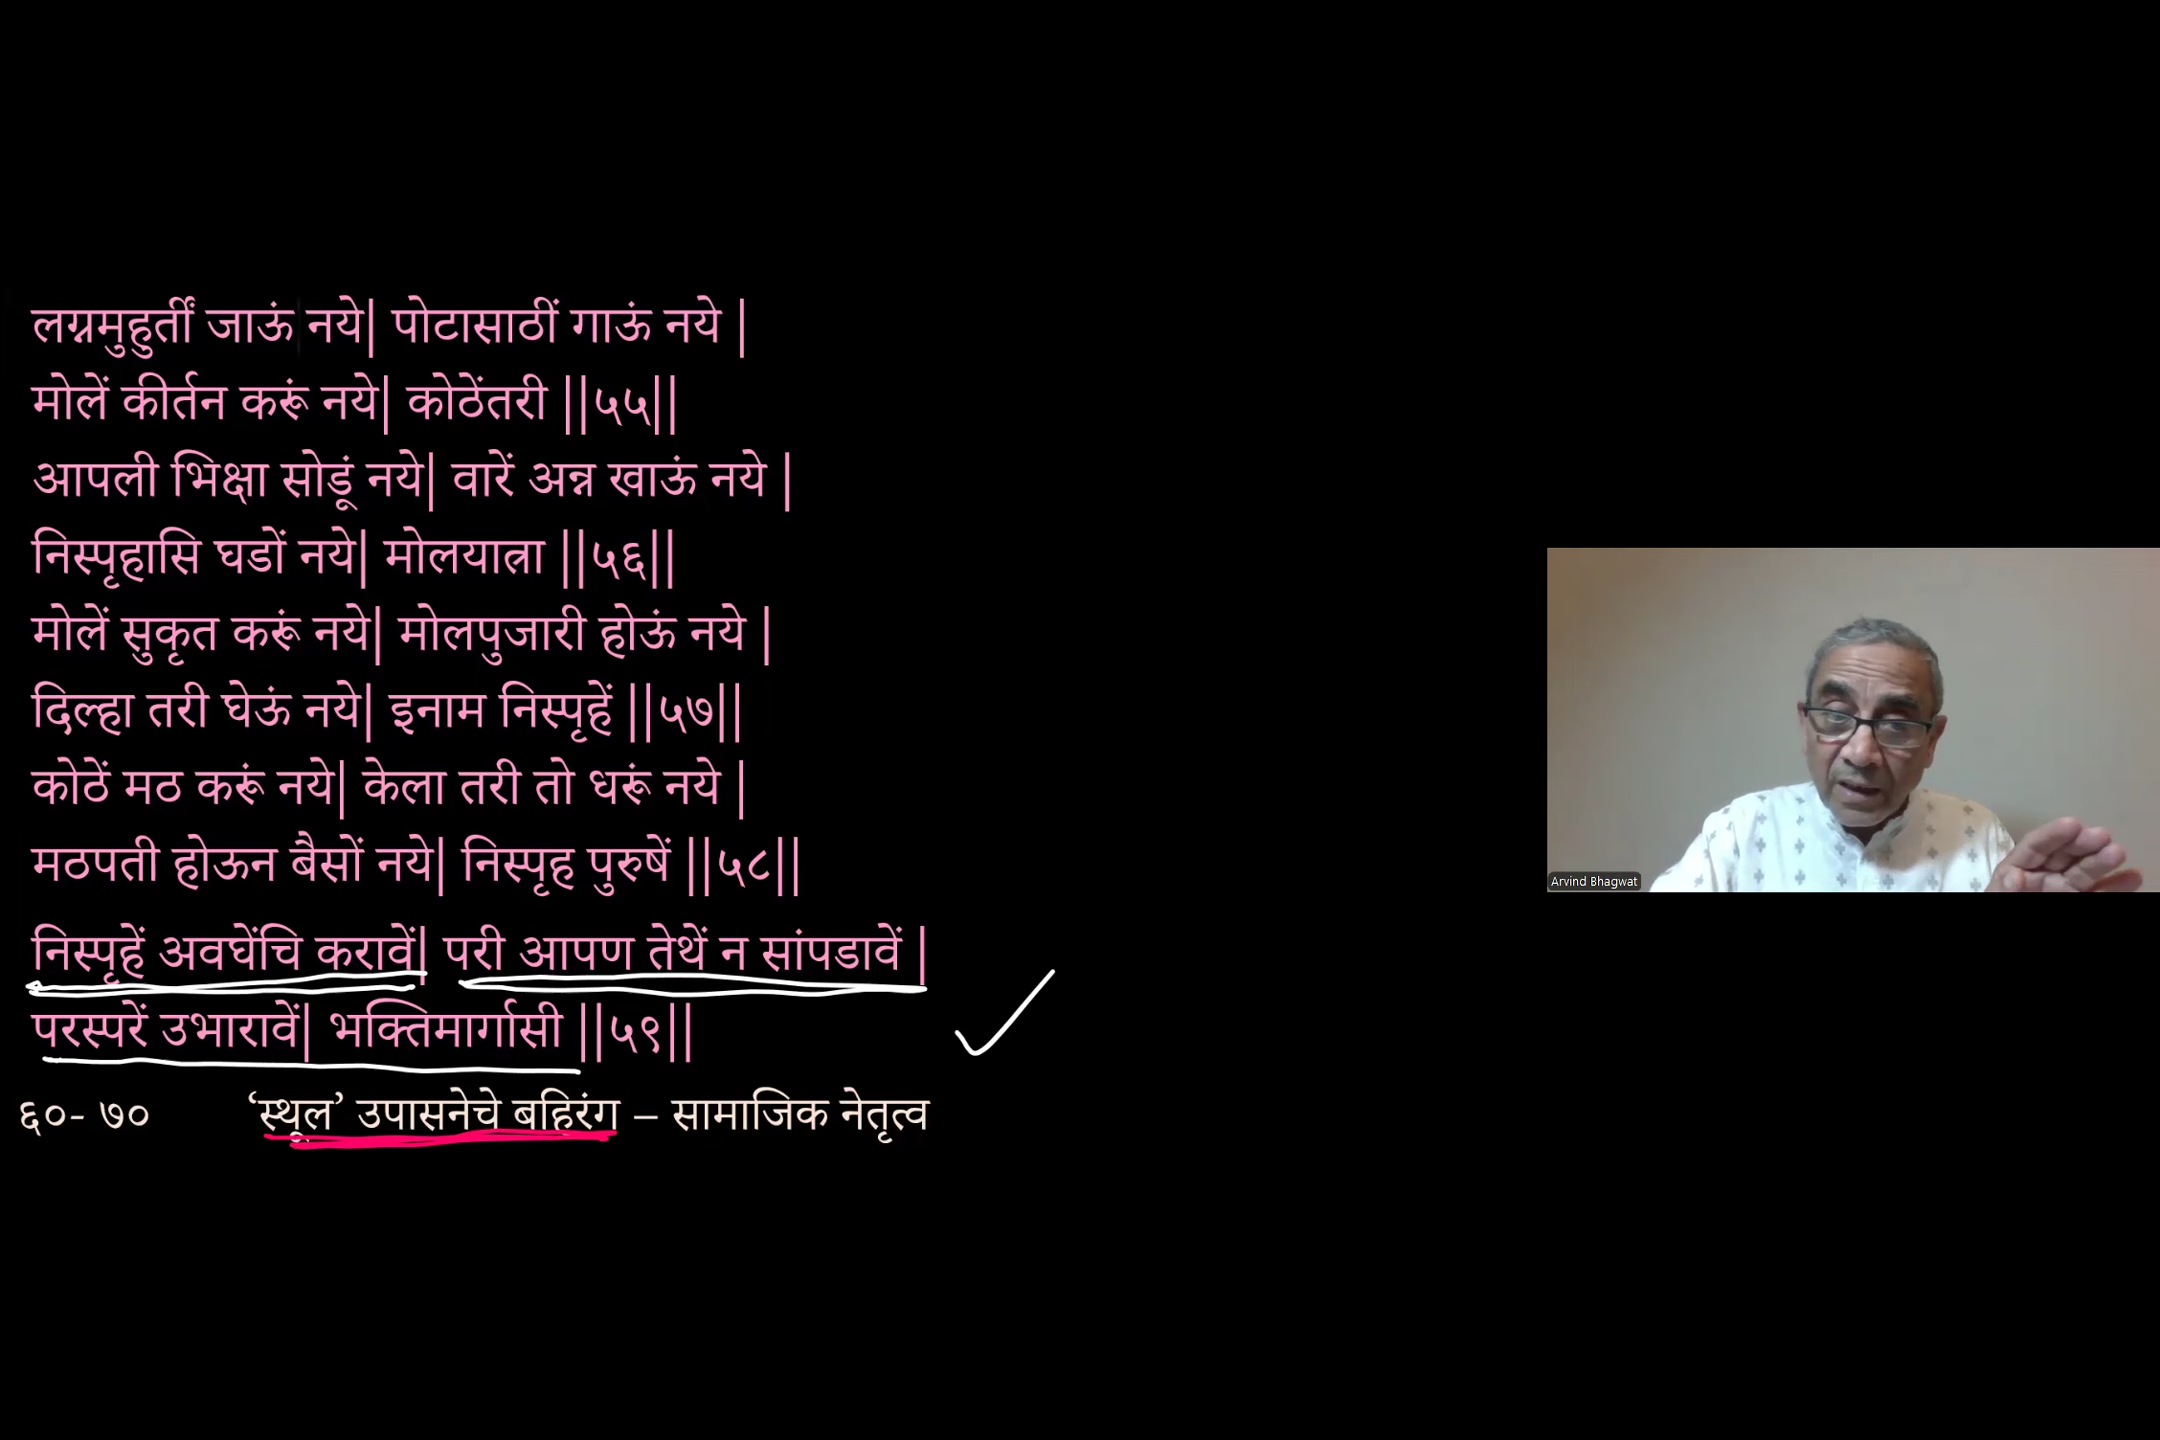 लग्नमुहुर्तीं जाऊं नये| पोटासाठीं गाऊं नये |
मोलें कीर्तन करूं नये| कोठेंतरी ||५५||
आपली भिक्षा सोडूं नये| वारें अन्न खाऊं नये |
निस्पृहासि घडों नये| मोलयात्रा ||५६||
मोलें सुकृत करूं नये| मोलपुजारी होऊं नये |
दिल्हा तरी घेऊं नये| इनाम निस्पृहें ||५७||
कोठें मठ करूं नये| केला तरी तो धरूं नये |
मठपती होऊन बैसों नये| निस्पृह पुरुषें ||५८||
निस्पृहें अवघेंचि करावें| परी आपण तेथें न सांपडावें |
परस्परें उभारावें| भक्तिमार्गासी ||५९||
६०- ७० ‘स्थूल’ उपासनेचे बहिरंग – सामाजिक नेतृत्व
Arvind Bhagwat